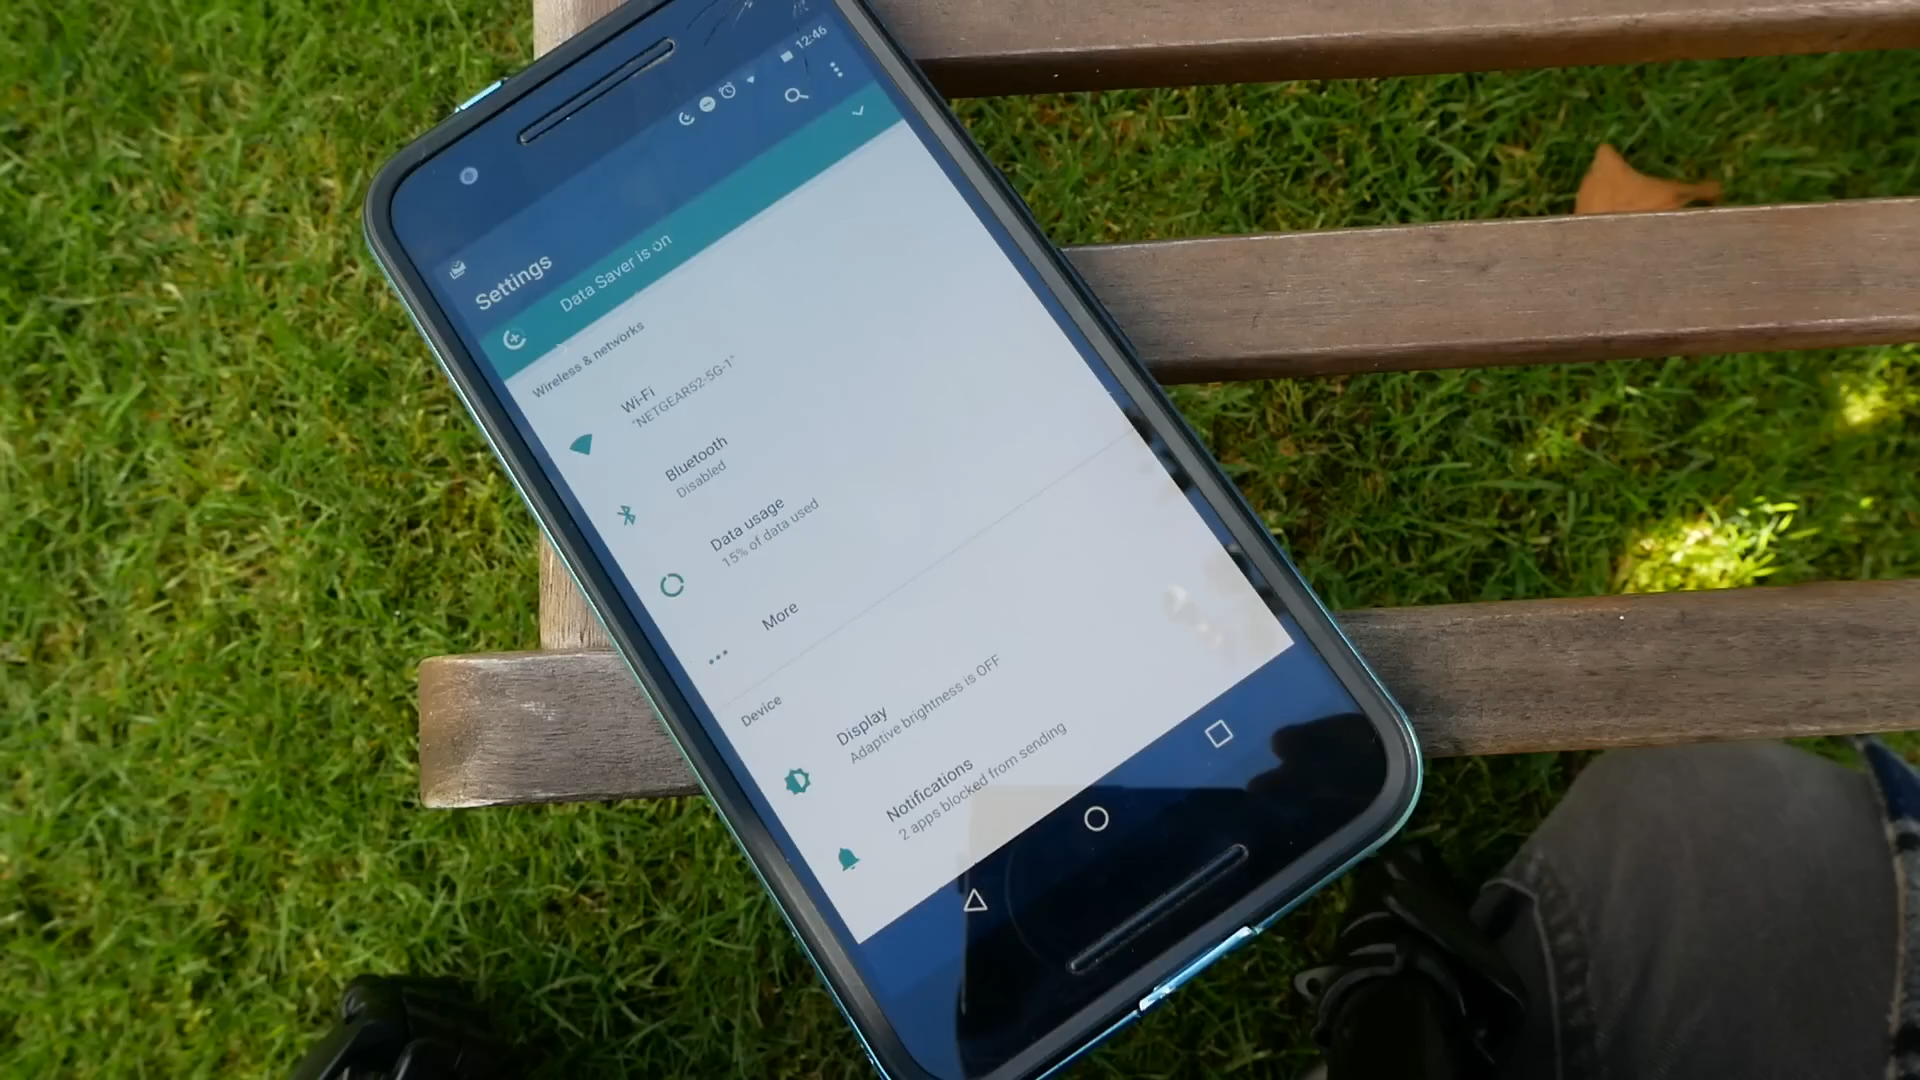 12:46
Settings
Data Saver is on
Wireless & networks
Wi-Fi
"NETGEAR52-5G-1"
Bluetooth
Disabled
Data usage
15% of data used
More
Device
Display
Adaptive brightness is OFF
Notifications
2 apps blocked from sending